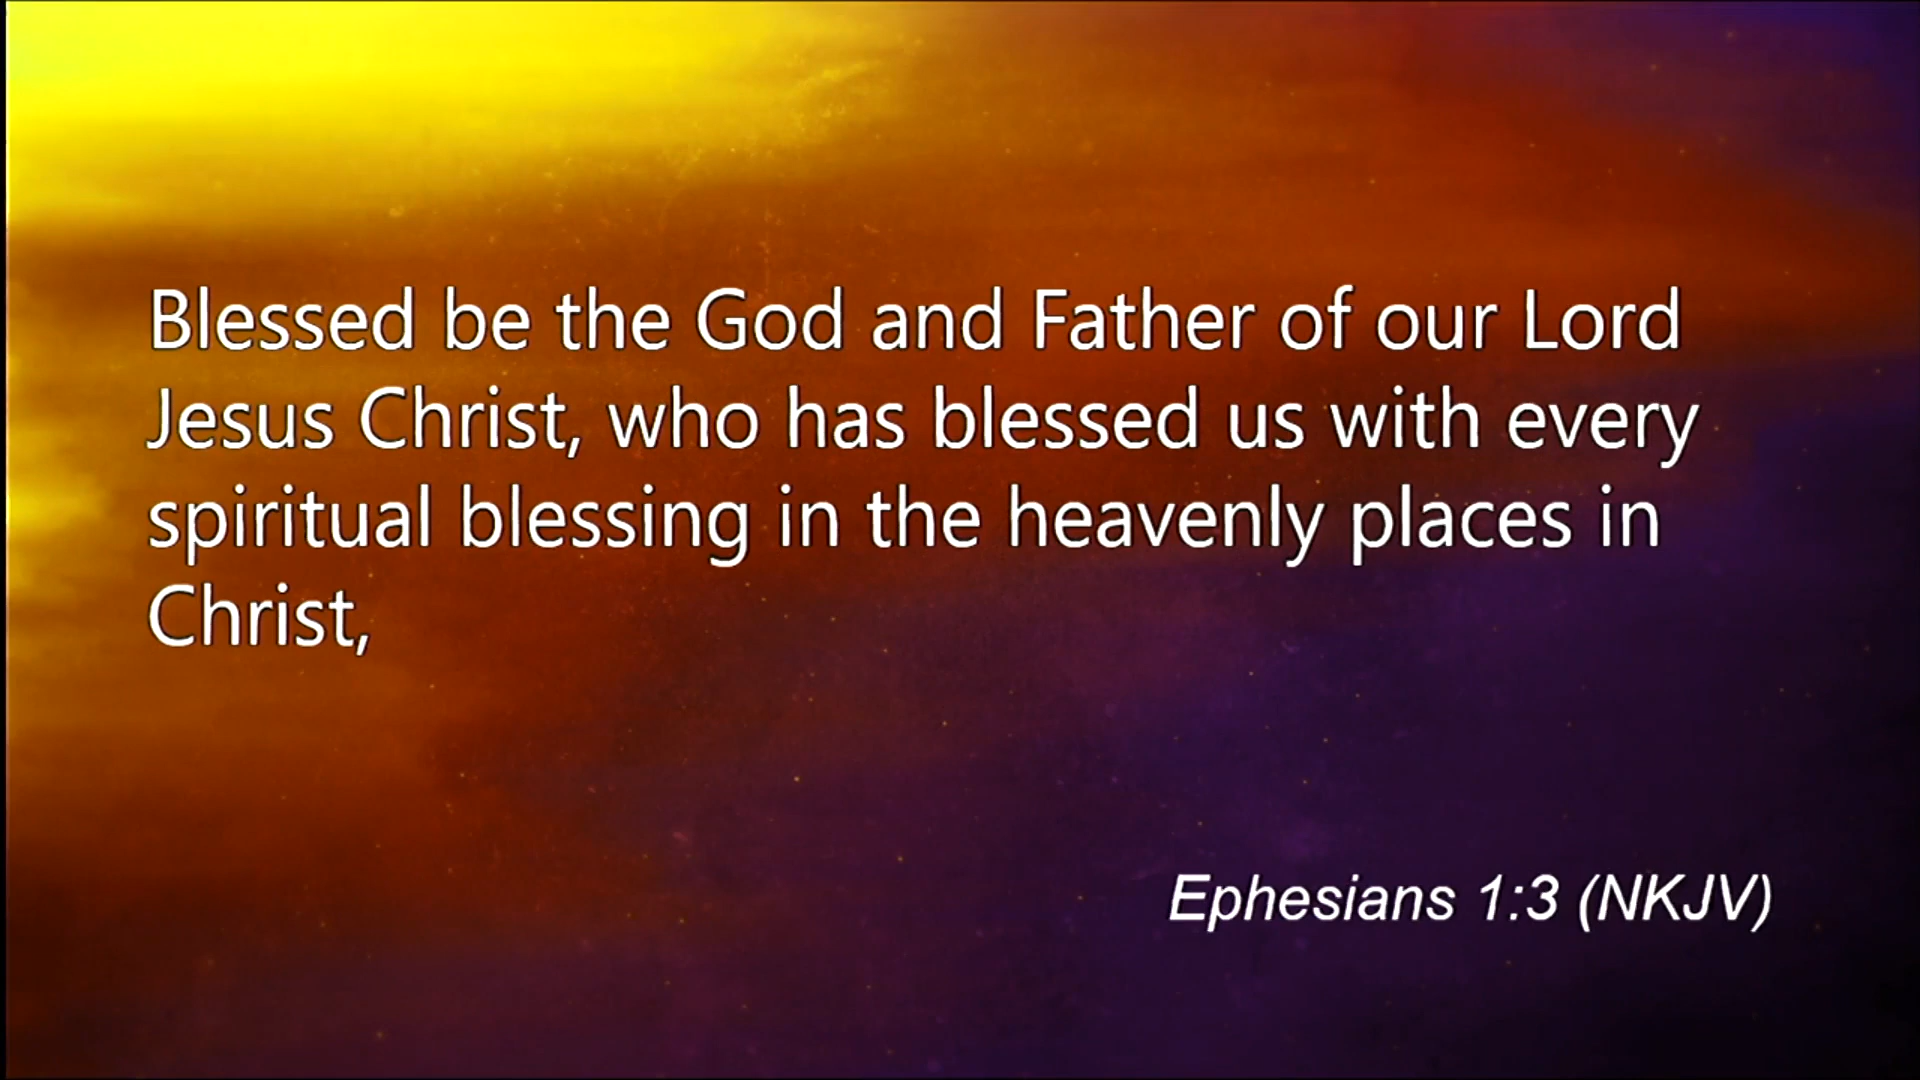 Blessed be the God and Father of our Lord
Jesus Christ, who has blessed us with every
spiritual blessing in the heavenly places in
Christ,
Ephesians 1:3 (NKJV)